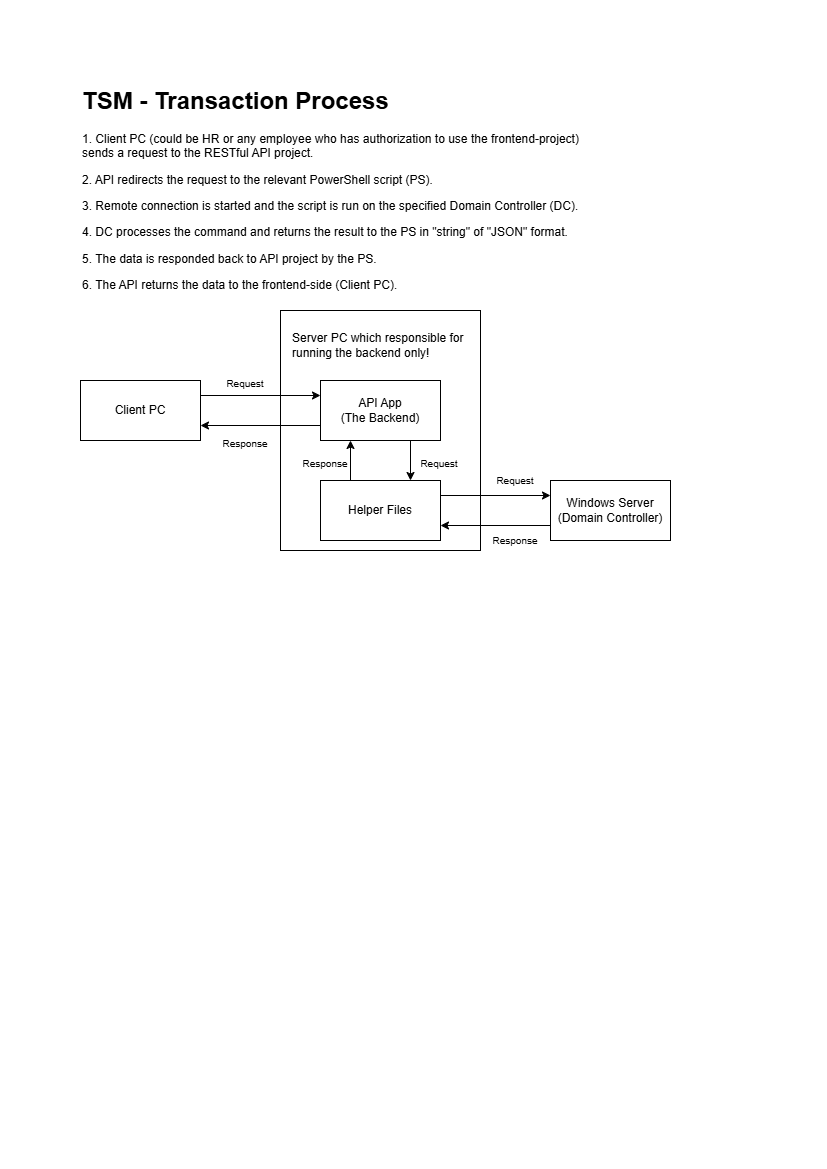 TSM - Transaction Process
1. Client PC (could be HR or any employee who has authorization to use the frontend-project)
sends a request to the RESTful API project.
2. API redirects the request to the relevant PowerShell script (PS).
3. Remote connection is started and the script is run on the specified Domain Controller (DC).
4. DC processes the command and returns the result to the PS in "string" of "JSON" format.
5. The data is responded back to API project by the PS.
6. The API returns the data to the frontend-side (Client PC).
Server PC which responsible for
running the backend only!
Request
Client PC
API App
(The Backend)
Response
Response
Request
Request
Helper Files
Windows Server
(Domain Controller)
Response